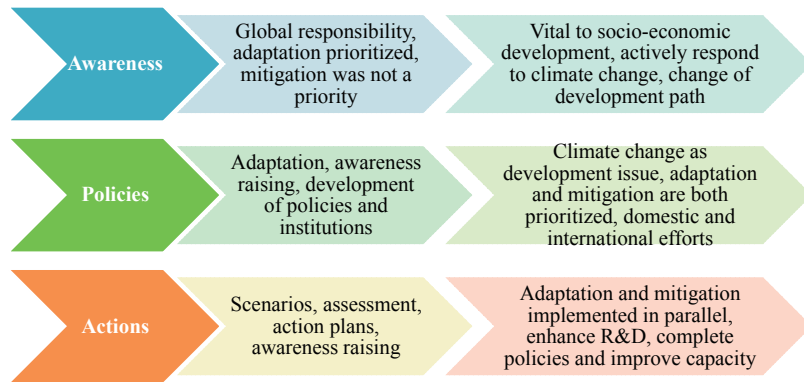 Awareness
Global responsibility,
adaptation prioritized,
mitigation was not a
priority
Vital to socio-economic
development, actively respond
to climate change, change of
development path
Policies
Adaptation, awareness
raising, development
of policies and
institutions
Climate change as
development issue, adaptation
and mitigation are both
prioritized, domestic and
international efforts
Actions
Scenarios, assessment,
action plans,
awareness raising
Adaptation and mitigation
implemented in parallel,
enhance R&D, complete
policies and improve capacity